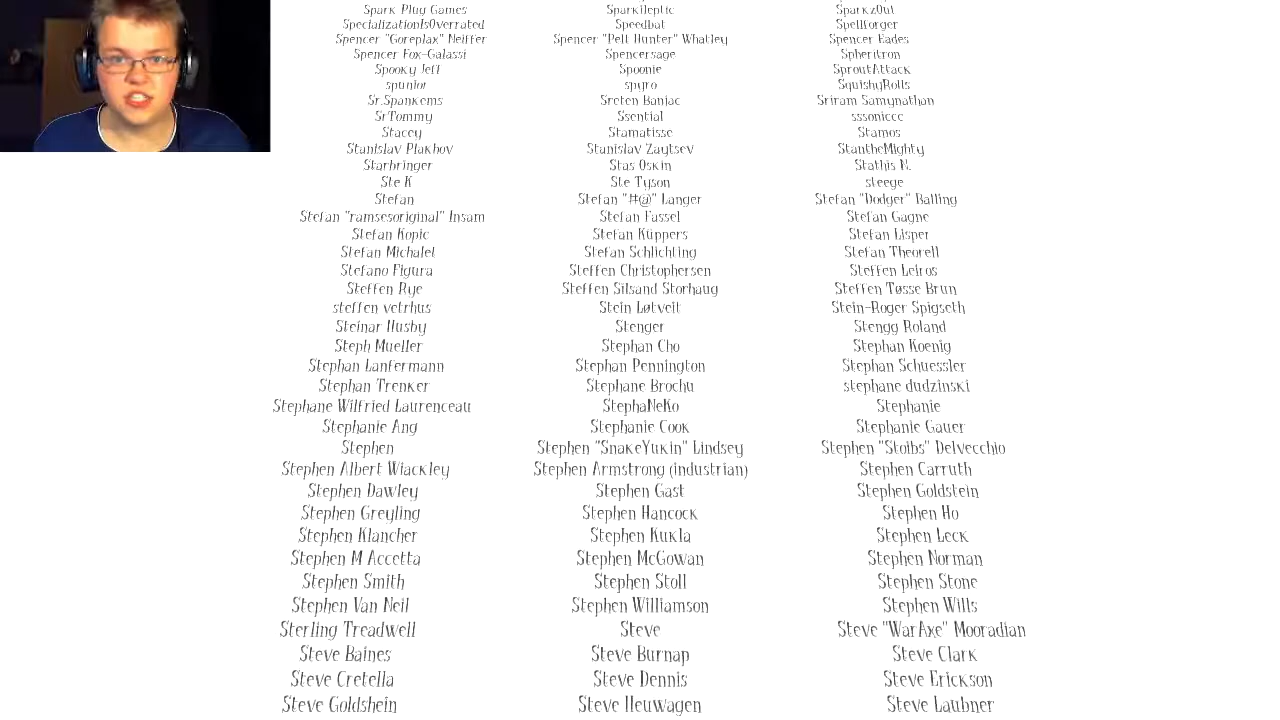 Spark Plug Games Sparkileptic SparkzOut
SpecializationIsOverrated Speedbat Spellforger
Spencer "Goreplax" Neiffer Spencer "Pelt Hunter" Whatley Spencer Eades
Spencer Fox-Galassi Spencersage Spheritron
Spooky Jeff Spoonie SproutAttack
spunior spyro SquishyRolls
Sr.Spankems Sreten Banjac Sriram Samynathan
SrTommy Ssential sssoniccc
Stacey Stamatisse Stamos
Stanislav Plakhov Stanislav Zaytsev StantheMighty
Starbringer Stas Oskin Stathis N.
Ste K Ste Tyson steege
Stefan Stefan "#@" Langer Stefan "Dodger" Balling
Stefan "ramsesoriginal" Insam Stefan Fassel Stefan Gagne
Stefan Kopic Stefan Küppers Stefan Lisper
Stefan Michalet Stefan Schlichting Stefan Theorell
Stefano Figura Steffen Christophersen Steffen Leiros
Steffen Rye Steffen Silsand Storhaug Steffen Tøsse Brun
steffen vetrhus Stein Løtveit Stein-Roger Spigseth
Steinar Husby Stenger Stengg Roland
Steph Mueller Stephan Cho Stephan Koenig
Stephan Lanfermann Stephan Pennington Stephan Schuessler
Stephan Trenker Stephane Brochu stephane dudzinski
Stephane Wilfried Laurenceau StephaNeKo Stephanie
Stephanie Ang Stephanie Cook Stephanie Gauer
Stephen Stephen "SnakeYukin" Lindsey Stephen "Stoibs" Delvecchio
Stephen Albert Wiackley Stephen Armstrong (industrian) Stephen Carruth
Stephen Dawley Stephen Gast Stephen Goldstein
Stephen Greyling Stephen Hancock Stephen Ho
Stephen Klancher Stephen Kukla Stephen Leck
Stephen M Accetta Stephen McGowan Stephen Norman
Stephen Smith Stephen Stoll Stephen Stone
Stephen Van Neil Stephen Williamson Stephen Wills
Sterling Treadwell Steve Steve "WarAxe" Mooradian
Steve Baines Steve Burnap Steve Clark
Steve Cretella Steve Dennis Steve Erickson
Steve Goldshein Steve Heuwagen Steve Laubner